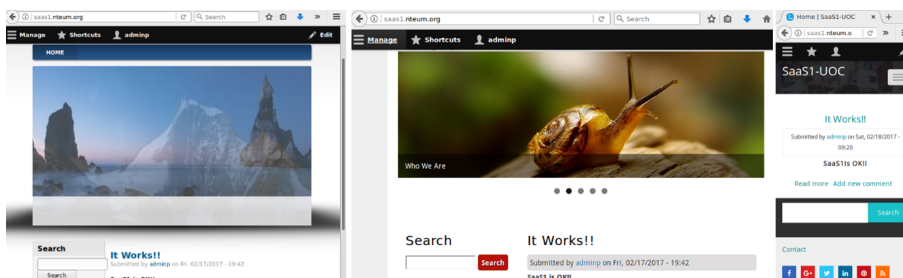 saas1.nteum.org
Search
Manage Shortcuts adminp Edit
HOME
Search
Search
It Works!!
Submitted by adminp on Fri, 02/17/2017 - 19:42
saas1.nteum.org
Search
Manage Shortcuts adminp
Who We Are
Search
Search
It Works!!
Submitted by adminp on Fri, 02/17/2017 - 19:42
SaaS1 is OK!!
Home | SaaS1-UOC
saas1.nteum.o
SaaS1-UOC
It Works!!
Submitted by adminp on Sat, 02/18/2017 -
09:20
SaaS1Is OK!!
Read more Add new comment
Search
Contact